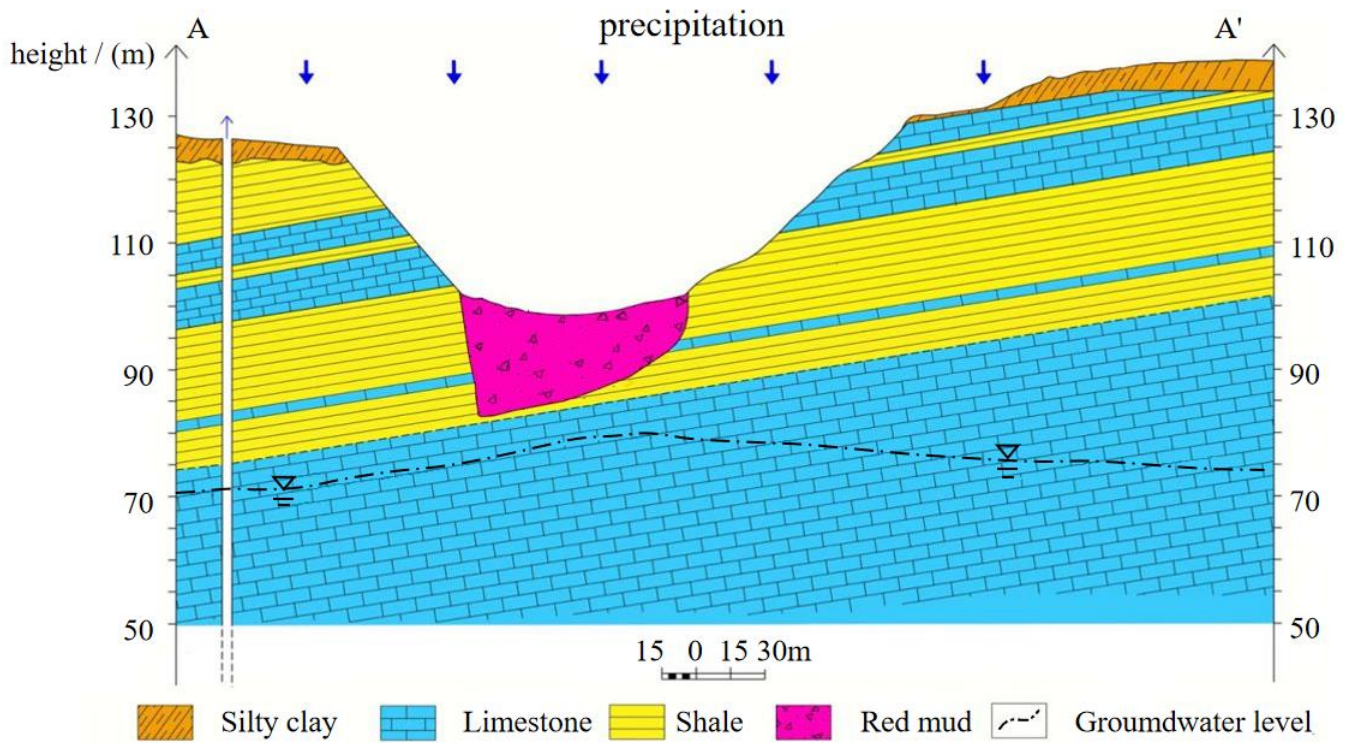 precipitation
A
A'
height / (m)
130
130
110
110
90
90
70
70
50
50
15 0 15 30m
Silty clay
Limestone
Shale
Red mud
Groumdwater level